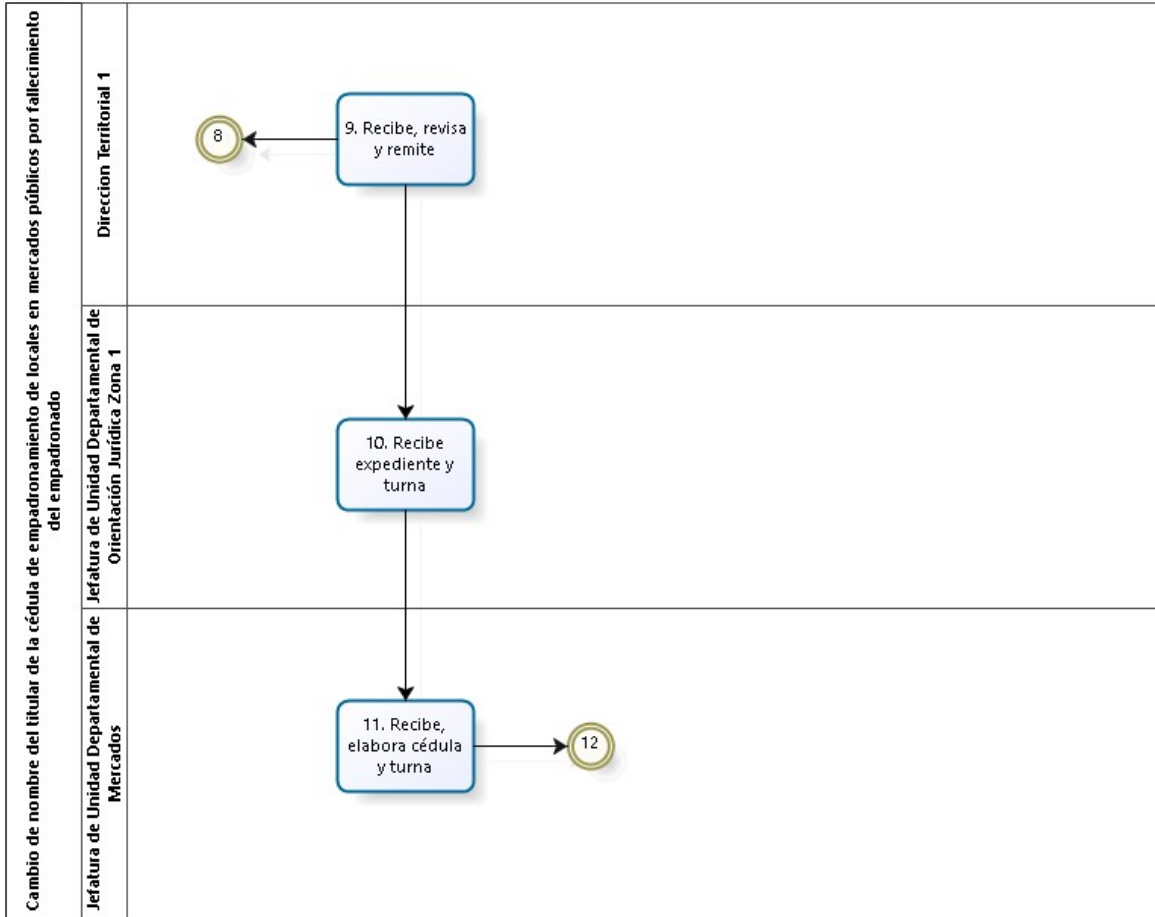 Cambio de nombre del titular de la cédula de empadronamiento de locales en mercados públicos por fallecimiento
del empadronado
Direccion Territorial 1
8
9. Recibe, revisa
y remite
Jefatura de Unidad Departamental de
Orientación Jurídica Zona 1
10. Recibe
expediente y
turna
Jefatura de Unidad Departamental de
Mercados
11. Recibe,
elabora cédula
y turna
12